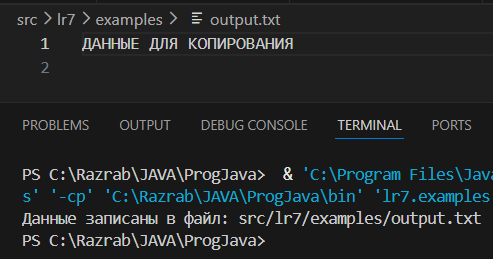 src > lr7 > examples > output.txt
1 ДАННЫЕ ДЛЯ КОПИРОВАНИЯ
2
PROBLEMS OUTPUT DEBUG CONSOLE TERMINAL PORTS
PS C:\Razrab\JAVA\ProgJava> & 'C:\Program Files\Java
s' '-cp' 'C:\Razrab\JAVA\ProgJava\bin' 'lr7.examples
Данные записаны в файл: src/lr7/examples/output.txt
PS C:\Razrab\JAVA\ProgJava>